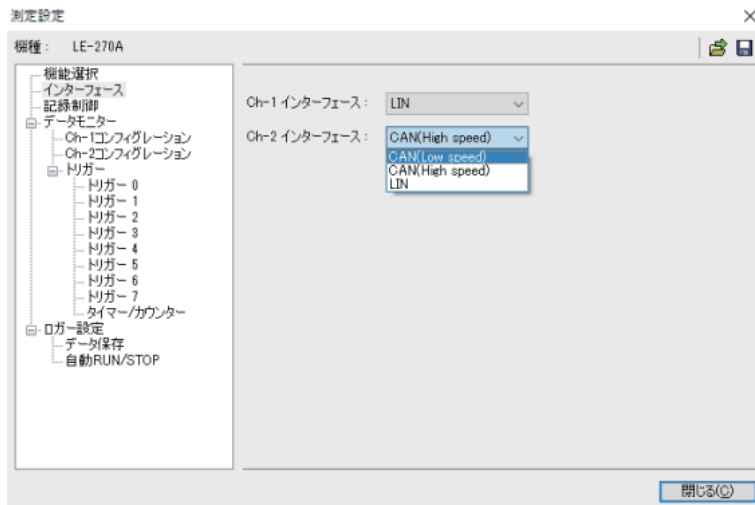 測定設定
機種： LE-270A
機能選択
インターフェース
記録制御
データモニター
Ch-1コンフィグレーション
Ch-2コンフィグレーション
トリガー
トリガー 0
トリガー 1
トリガー 2
トリガー 3
トリガー 4
トリガー 5
トリガー 6
トリガー 7
タイマー/カウンター
ロガー設定
データ保存
自動RUN/STOP
Ch-1 インターフェース： LIN
Ch-2 インターフェース： CAN(High speed)
CAN(Low speed)
CAN(High speed)
LIN
閉じる(C)